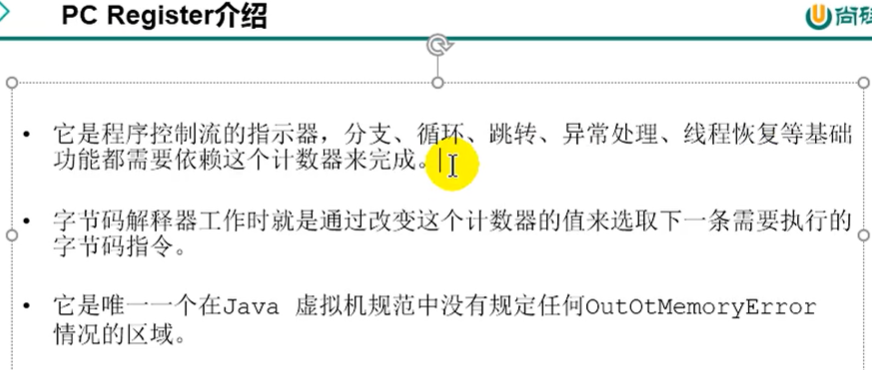 PC Register介绍
尚硅
• 它是程序控制流的指示器，分支、循环、跳转、异常处理、线程恢复等基础
功能都需要依赖这个计数器来完成。
• 字节码解释器工作时就是通过改变这个计数器的值来选取下一条需要执行的
字节码指令。
• 它是唯一一个在Java 虚拟机规范中没有规定任何OutOtMemoryError
情况的区域。